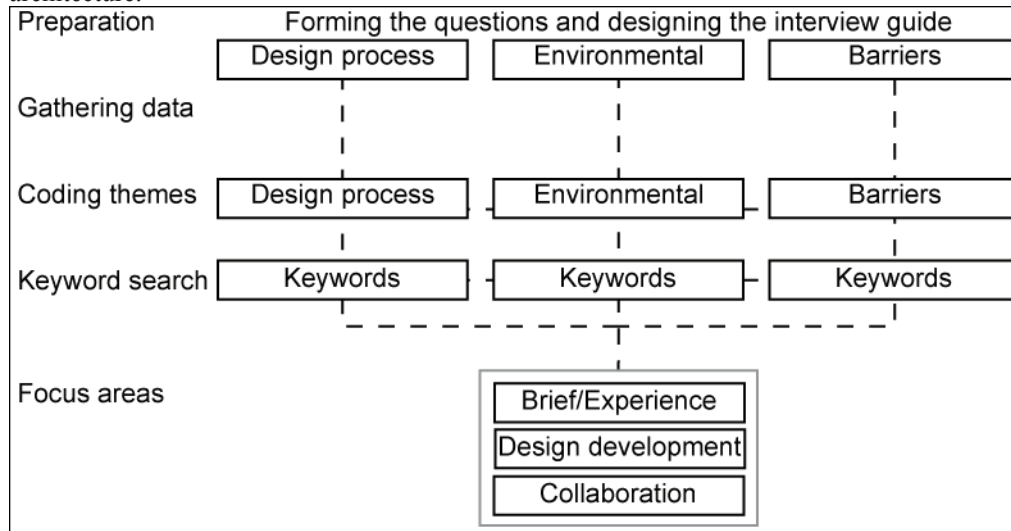 architecture.
Preparation Forming the questions and designing the interview guide
Design process Environmental Barriers
Gathering data
Coding themes Design process Environmental Barriers
Keyword search Keywords Keywords Keywords
Focus areas
Brief/Experience
Design development
Collaboration